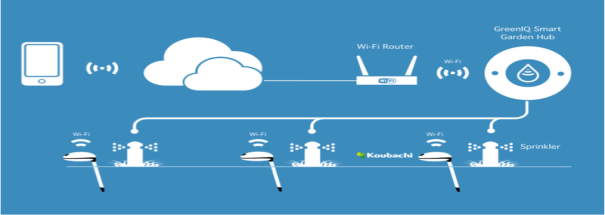 GreenIQ Smart
Garden Hub
Wi-Fi Router
Wi-Fi
WiFi
Wi-Fi
Wi-Fi
Wi-Fi
Sprinkler
Koubachi